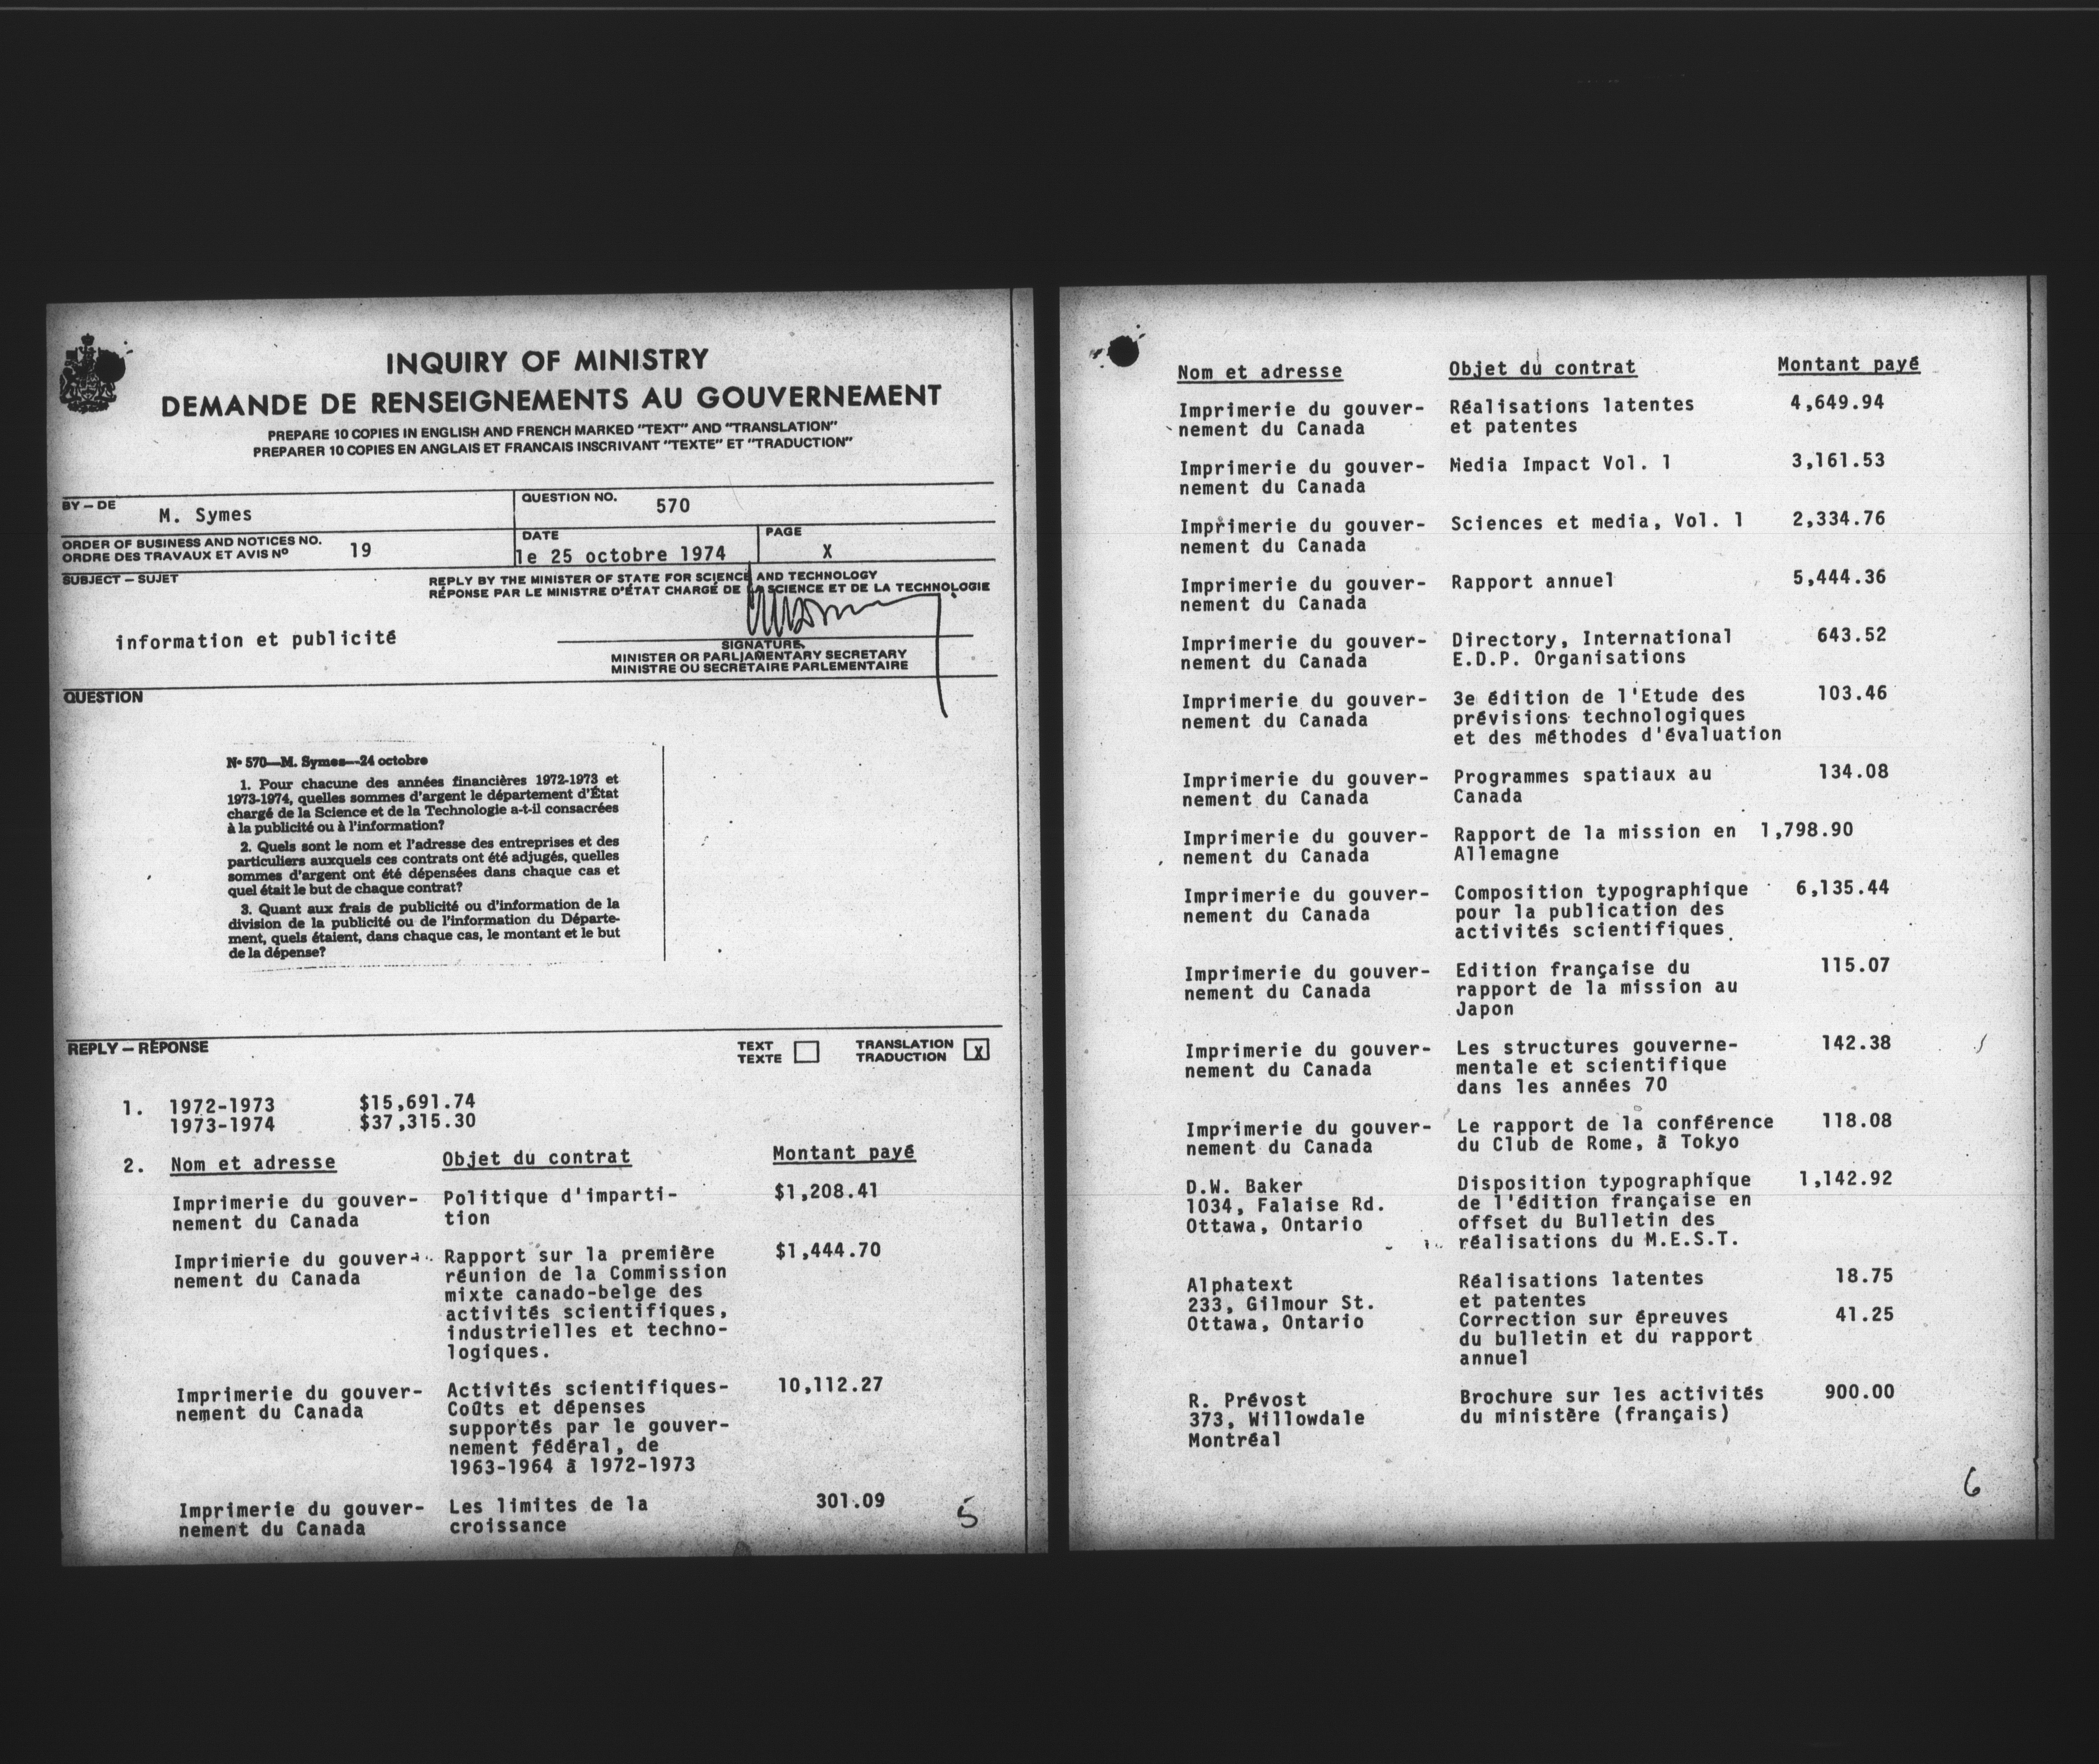 INQUIRY OF MINISTRY
DEMANDE DE RENSEIGNEMENTS AU GOUVERNEMENT
PREPARE 10 COPIES IN ENGLISH AND FRENCH MARKED "TEXT" AND "TRANSLATION"
PREPARER 10 COPIES EN ANGLAIS ET FRANCAIS INSCRIVANT "TEXTE" ET "TRADUCTION"
BY – DE
M. Symes
QUESTION NO.
570
ORDER OF BUSINESS AND NOTICES NO.
ORDRE DES TRAVAUX ET AVIS Nº
19
DATE
le 25 octobre 1974
PAGE
X
SUBJECT – SUJET
information et publicité
REPLY BY THE MINISTER OF STATE FOR SCIENCE AND TECHNOLOGY
RÉPONSE PAR LE MINISTRE D'ÉTAT CHARGÉ DE LA SCIENCE ET DE LA TECHNOLOGIE
SIGNATURE
MINISTER OR PARLIAMENTARY SECRETARY
MINISTRE OU SECRÉTAIRE PARLEMENTAIRE
QUESTION
Nº 570—M. Symes—24 octobre
1. Pour chacune des années financières 1972-1973 et
1973-1974, quelles sommes d'argent le département d'État
chargé de la Science et de la Technologie a-t-il consacrées
à la publicité ou à l'information?
2. Quels sont le nom et l'adresse des entreprises et des
particuliers auxquels ces contrats ont été adjugés, quelles
sommes d'argent ont été dépensées dans chaque cas et
quel était le but de chaque contrat?
3. Quant aux frais de publicité ou d'information de la
division de la publicité ou de l'information du Départe-
ment, quels étaient, dans chaque cas, le montant et le but
de la dépense?
REPLY – RÉPONSE
TEXT
TEXTE
TRANSLATION
TRADUCTION
X
1. 1972-1973 $15,691.74
1973-1974 $37,315.30
2. Nom et adresse Objet du contrat Montant payé
Imprimerie du gouver- Politique d'imparti- $1,208.41
nement du Canada tion
Imprimerie du gouver- Rapport sur la première $1,444.70
nement du Canada réunion de la Commission
mixte canado-belge des
activités scientifiques,
industrielles et techno-
logiques.
Imprimerie du gouver- Activités scientifiques- 10,112.27
nement du Canada Coûts et dépenses
supportés par le gouver-
nement fédéral, de
1963-1964 à 1972-1973
Imprimerie du gouver- Les limites de la 301.09
nement du Canada croissance
5
Nom et adresse Objet du contrat Montant payé
Imprimerie du gouver- Réalisations latentes 4,649.94
nement du Canada et patentes
Imprimerie du gouver- Media Impact Vol. 1 3,161.53
nement du Canada
Imprimerie du gouver- Sciences et media, Vol. 1 2,334.76
nement du Canada
Imprimerie du gouver- Rapport annuel 5,444.36
nement du Canada
Imprimerie du gouver- Directory, International 643.52
nement du Canada E.D.P. Organisations
Imprimerie du gouver- 3e édition de l'Etude des 103.46
nement du Canada prévisions technologiques
et des méthodes d'évaluation
Imprimerie du gouver- Programmes spatiaux au 134.08
nement du Canada Canada
Imprimerie du gouver- Rapport de la mission en 1,798.90
nement du Canada Allemagne
Imprimerie du gouver- Composition typographique 6,135.44
nement du Canada pour la publication des
activités scientifiques
Imprimerie du gouver- Edition française du 115.07
nement du Canada rapport de la mission au
Japon
Imprimerie du gouver- Les structures gouverne- 142.38
nement du Canada mentale et scientifique
dans les années 70
Imprimerie du gouver- Le rapport de la conférence 118.08
nement du Canada du Club de Rome, à Tokyo
D.W. Baker Disposition typographique 1,142.92
1034, Falaise Rd. de l'édition française en
Ottawa, Ontario offset du Bulletin des
réalisations du M.E.S.T.
Alphatext Réalisations latentes 18.75
233, Gilmour St. et patentes
Ottawa, Ontario Correction sur épreuves 41.25
du bulletin et du rapport
annuel
R. Prévost Brochure sur les activités 900.00
373, Willowdale du ministère (français)
Montréal
6